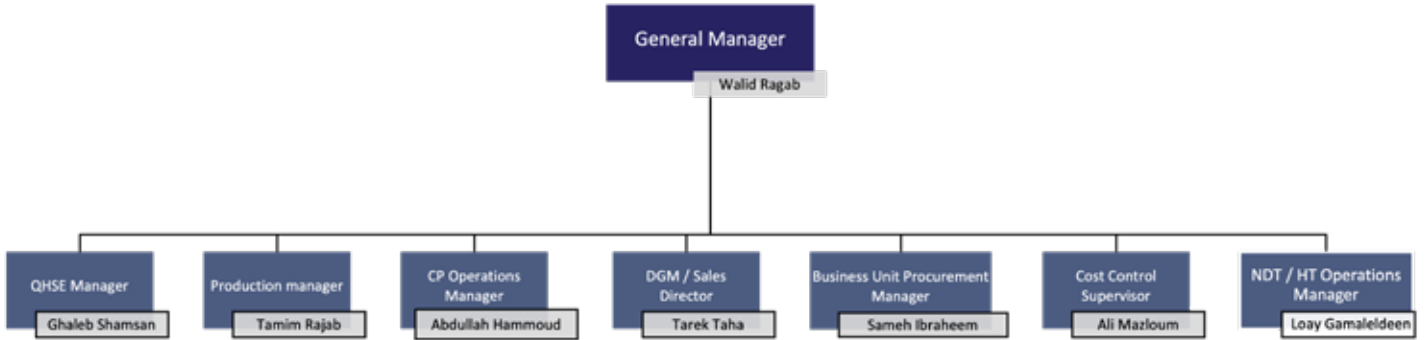 General Manager
Walid Ragab
QHSE Manager
Ghaleb Shamsan
Production manager
Tamim Rajab
CP Operations
Manager
Abdullah Hammoud
DGM / Sales
Director
Tarek Taha
Business Unit Procurement
Manager
Sameh Ibraheem
Cost Control
Supervisor
Ali Mazloum
NDT / HT Operations
Manager
Loay Gamaleldeen